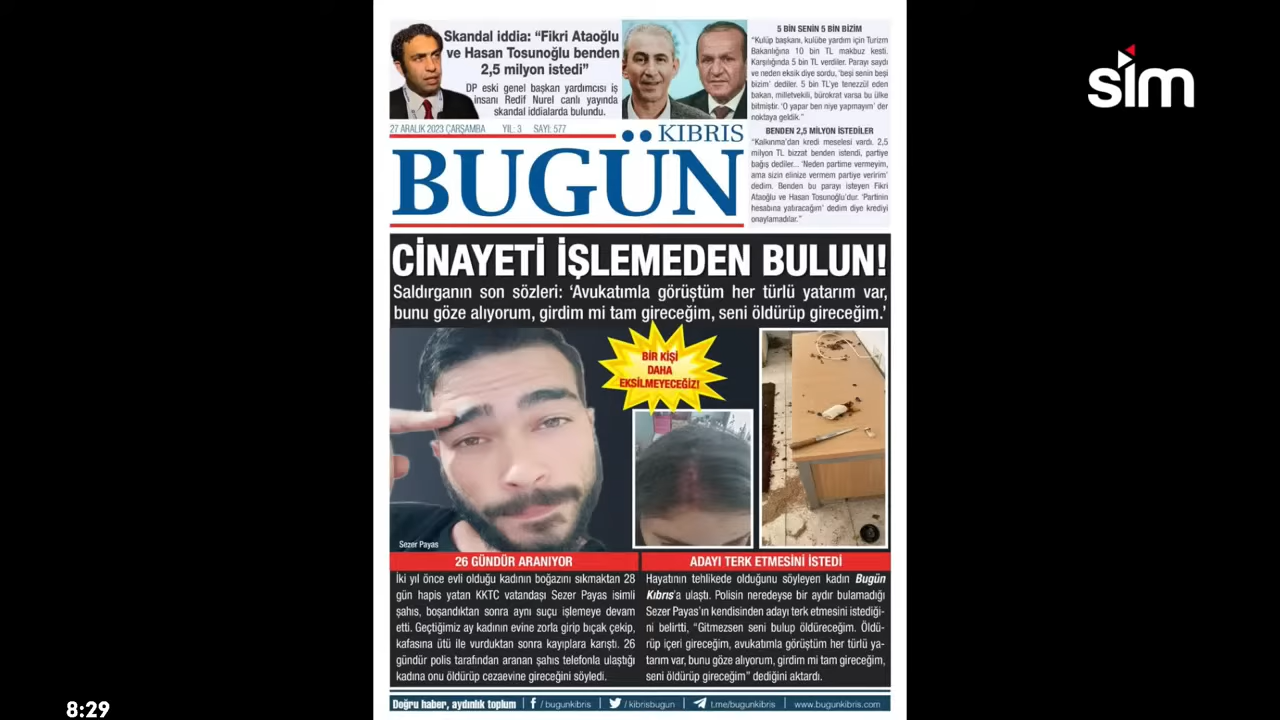 Skandal iddia: “Fikri Ataoğlu
ve Hasan Tosunoğlu benden
2,5 milyon istedi”
DP eski genel başkan yardımcısı iş
insanı Redif Nurel canlı yayında
skandal iddialarda bulundu.
5 BİN SENİN 5 BİN BİZİM
“Kulüp başkanı, kulübe yardım için Turizm
Bakanlığına 10 bin TL makbuz kesti.
Karşılığında 5 bin TL verdiler. Parayı saydı
ve neden eksik diye sordu, ‘beşi senin beşi
bizim’ dediler. 5 bin TL’ye tenezzül eden
bakan, milletvekili, bürokrat varsa bu ülke
bitmiştir. ‘O yapar ben niye yapmayım’ der
noktaya geldik.”
BENDEN 2,5 MİLYON İSTEDİLER
“Kalkınma’dan kredi meselesi vardı. 2,5
milyon TL bizzat benden istendi, partiye
bağış dediler... ‘Neden partime vermeyim,
ama sizin elinize vermem partiye veririm’
dedim. Benden bu parayı isteyen Fikri
Ataoğlu ve Hasan Tosunoğlu’dur. ‘Partinin
hesabına yatıracağım’ dedim diye krediyi
onaylamadılar.”
sim
27 ARALIK 2023 ÇARŞAMBA YIL: 3 SAYI: 577
KIBRIS
BUGÜN
CİNAYETİ İŞLEMEDEN BULUN!
Saldırganın son sözleri: ‘Avukatımla görüştüm her türlü yatarım var,
bunu göze alıyorum, girdim mi tam gireceğim, seni öldürüp gireceğim.’
BİR KİŞİ
DAHA
EKSİLMEYECEĞİZ!
Sezer Payas
26 GÜNDÜR ARANIYOR
İki yıl önce evli olduğu kadının boğazını sıkmaktan 28
gün hapis yatan KKTC vatandaşı Sezer Payas isimli
şahıs, boşandıktan sonra aynı suçu işlemeye devam
etti. Geçtiğimiz ay kadının evine zorla girip bıçak çekip,
kafasına ütü ile vurduktan sonra kayıplara karıştı. 26
gündür polis tarafından aranan şahıs telefonla ulaştığı
kadına onu öldürüp cezaevine gireceğini söyledi.
ADAYI TERK ETMESİNİ İSTEDİ
Hayatının tehlikede olduğunu söyleyen kadın Bugün
Kıbrıs’a ulaştı. Polisin neredeyse bir aydır bulamadığı
Sezer Payas’ın kendisinden adayı terk etmesini istediği-
ni belirtti, “Gitmezsen seni bulup öldüreceğim. Öldü-
rüp içeri gireceğim, avukatımla görüştüm her türlü ya-
tarım var, bunu göze alıyorum, girdim mi tam gireceğim,
seni öldürüp gireceğim” dediğini aktardı.
Doğru haber, aydınlık toplum /bugunkibris /kibrisbugun t.me/bugunkibris www.bugunkibris.com
8:29